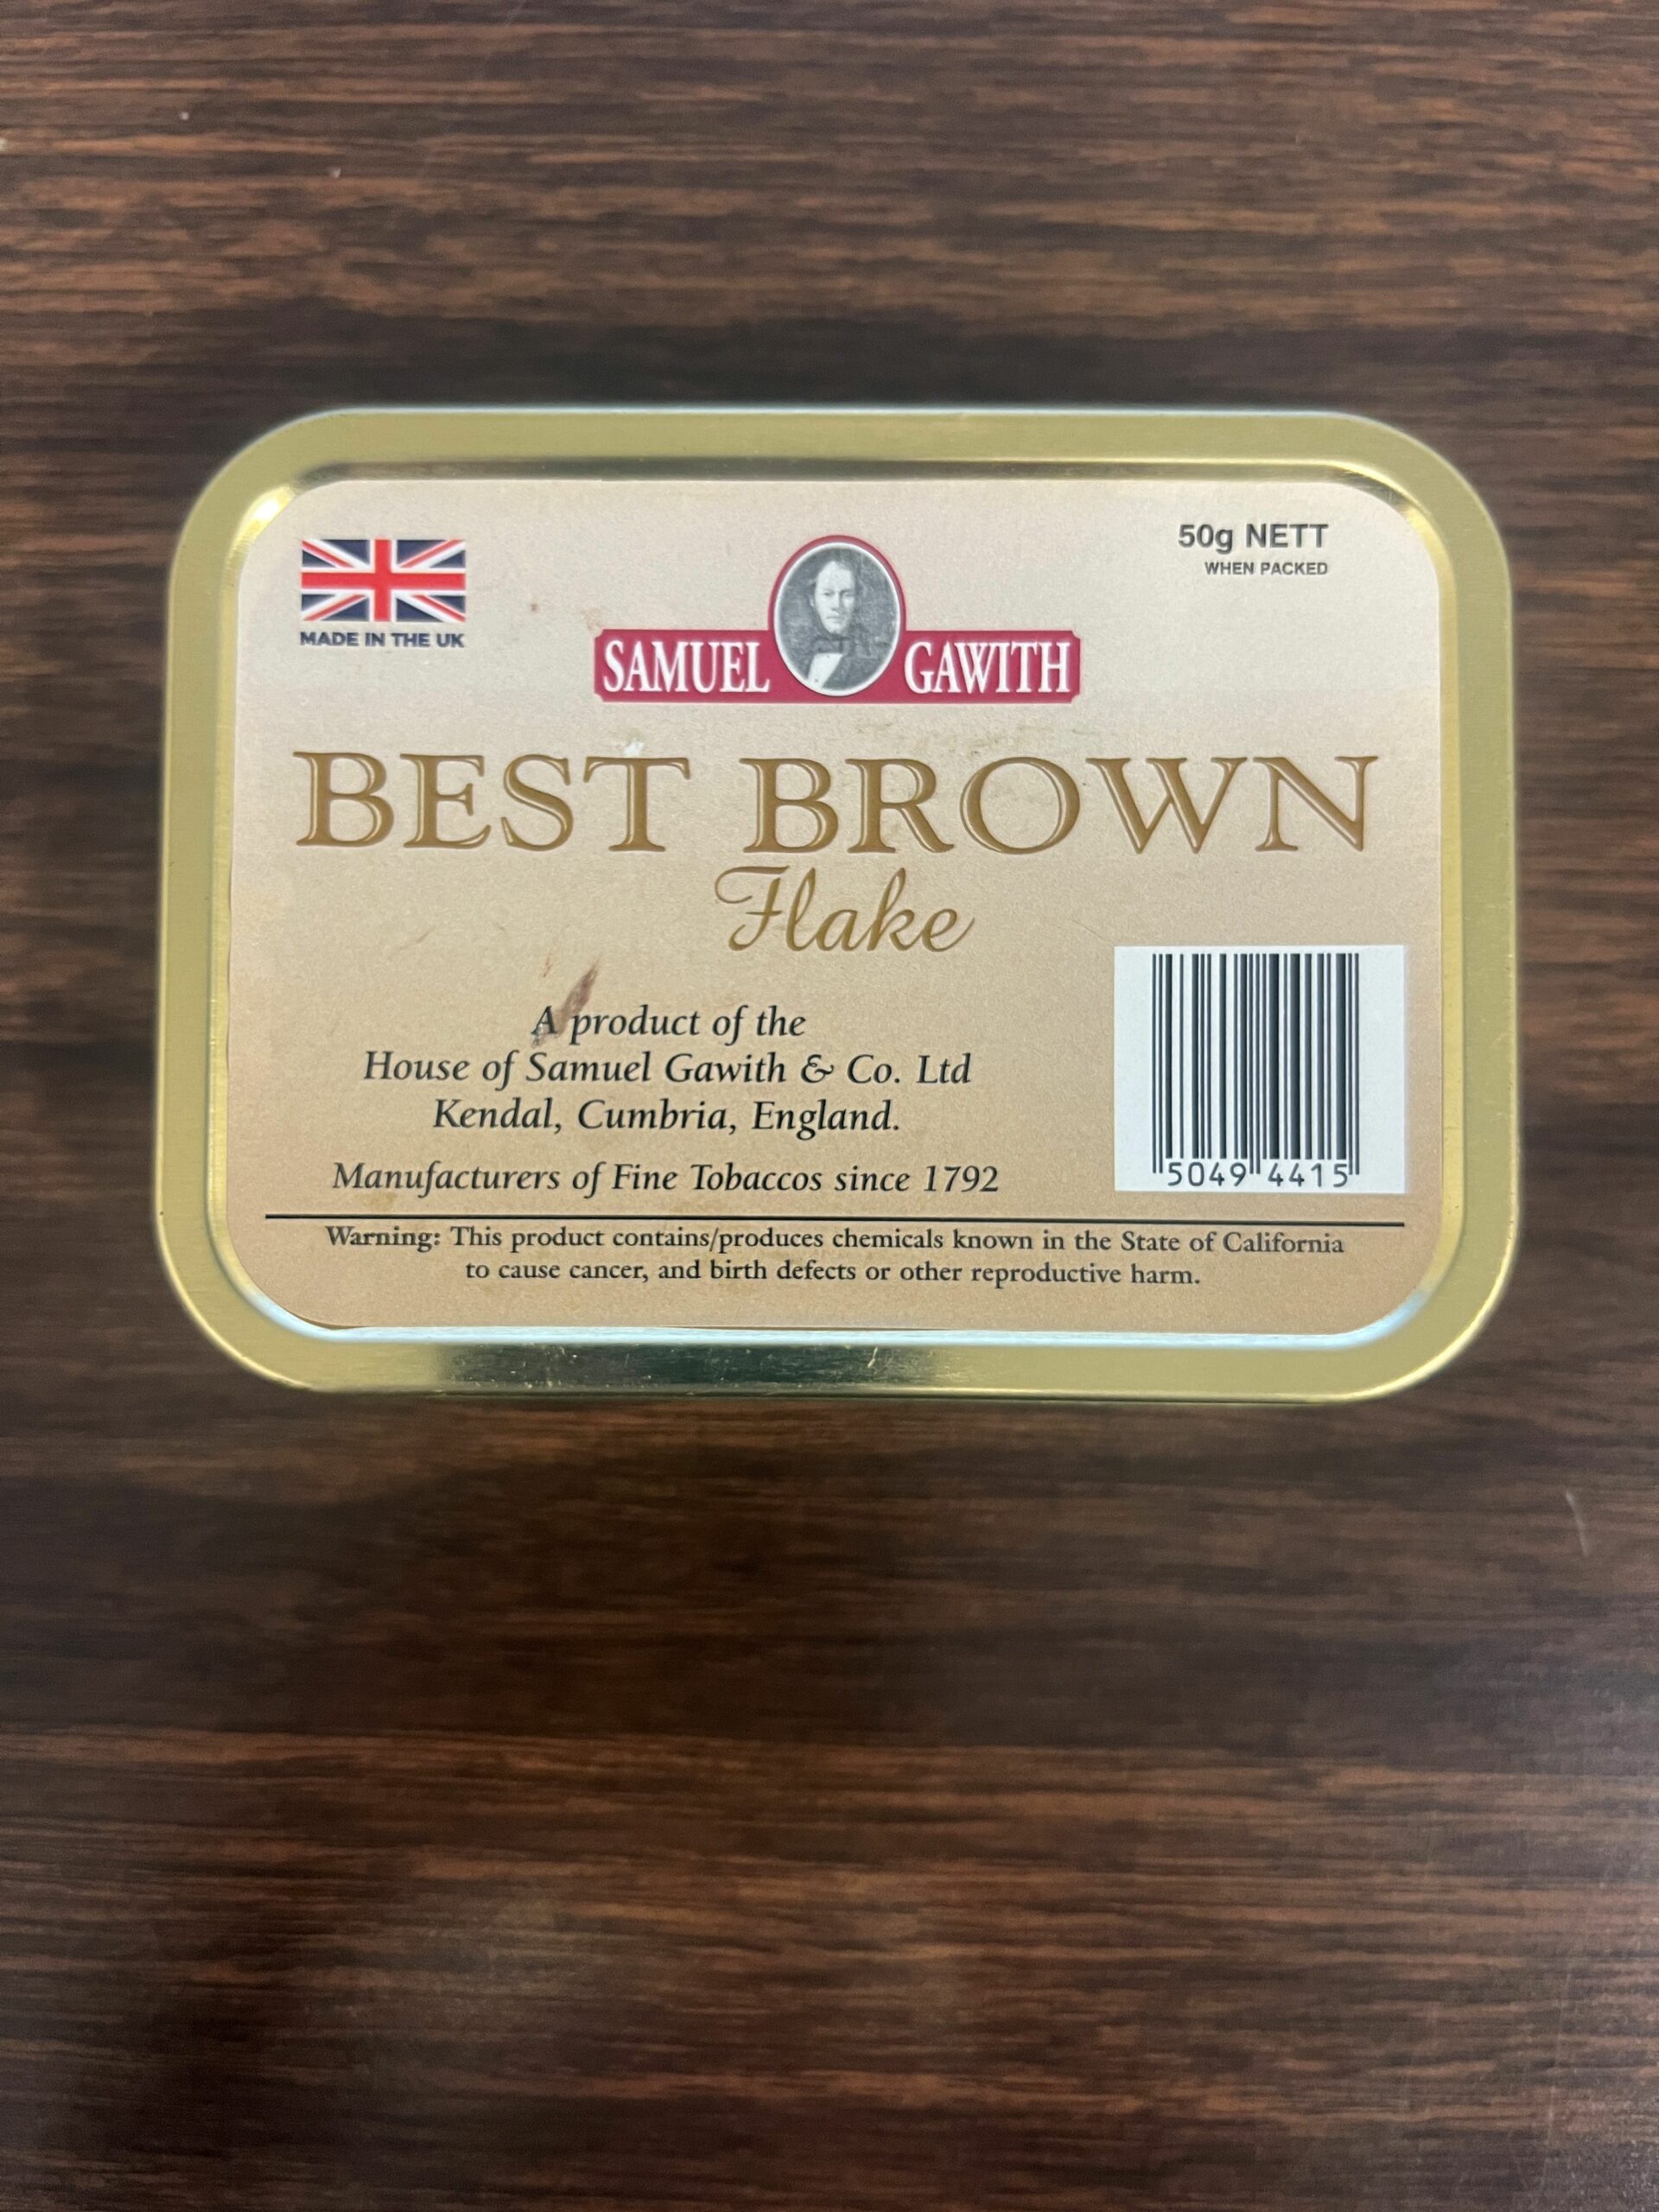 50g NETT
WHEN PACKED
MADE IN THE UK
SAMUEL GAWITH
BEST BROWN
Flake
A product of the
House of Samuel Gawith & Co. Ltd
Kendal, Cumbria, England.
Manufacturers of Fine Tobaccos since 1792
5049 4415
Warning: This product contains/produces chemicals known in the State of California
to cause cancer, and birth defects or other reproductive harm.